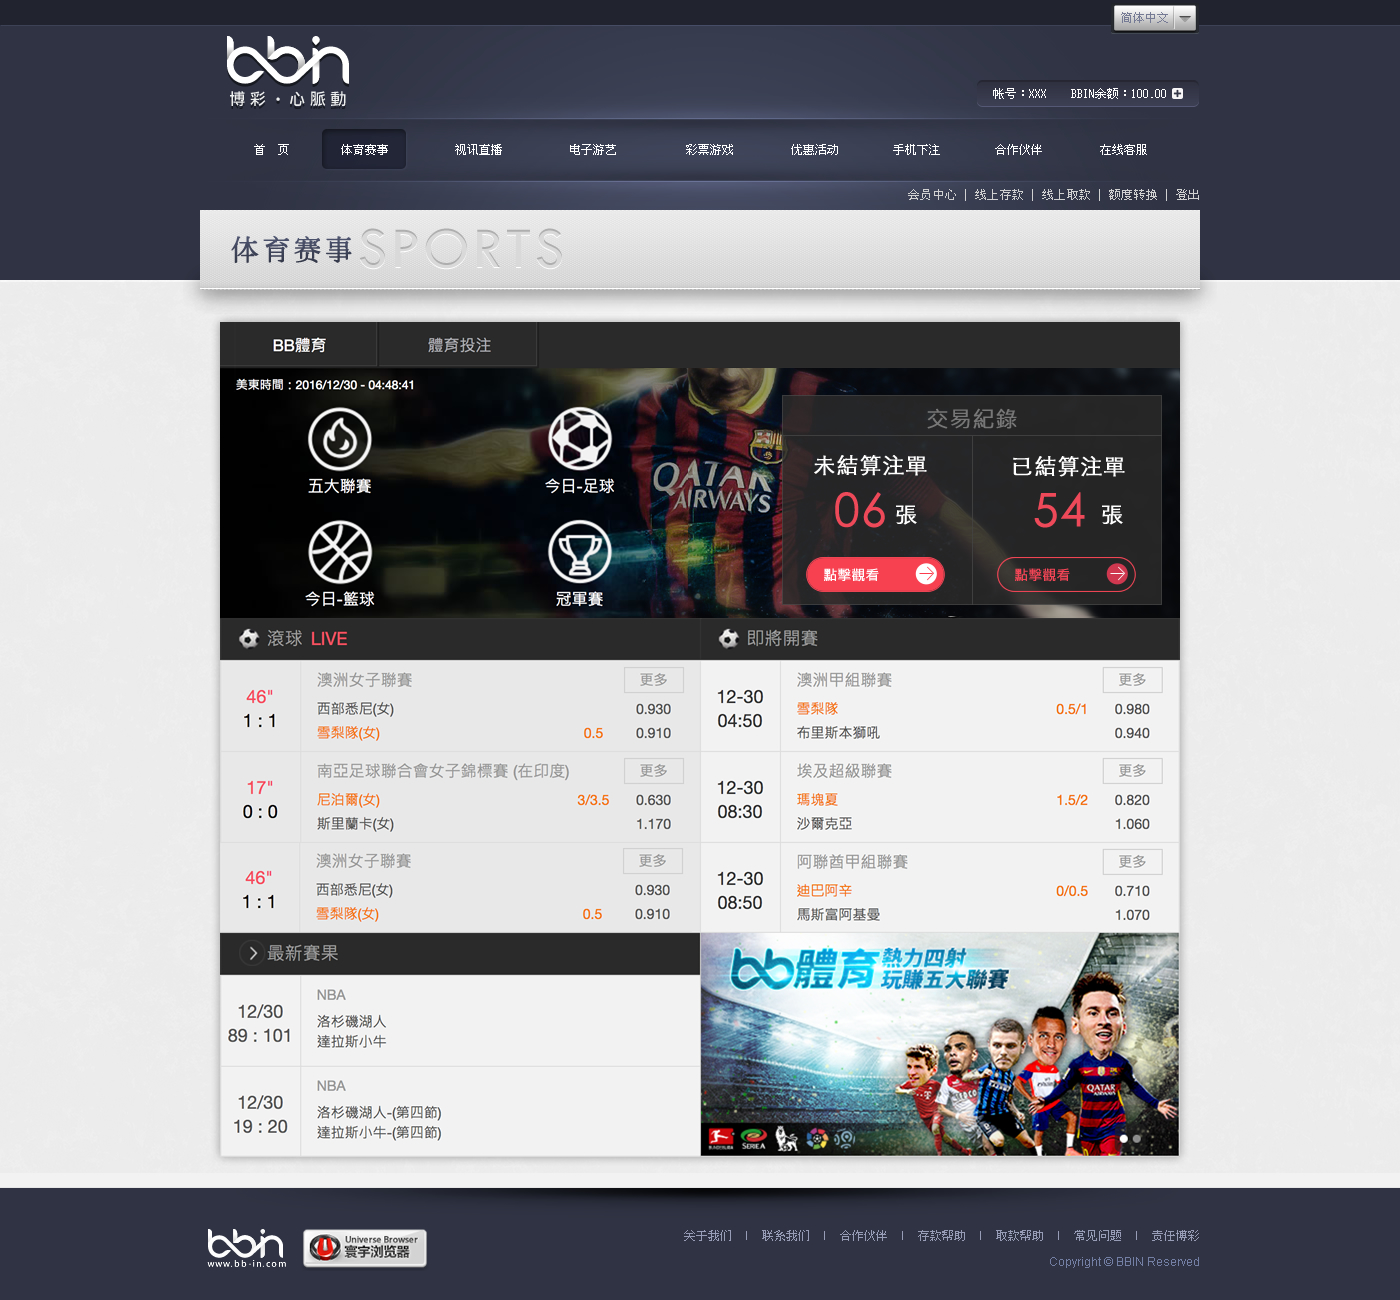 简体中文
bbin
博彩·心脈動
帐号：XXX BBIN余额：100.00
首 页 体育赛事 视讯直播 电子游艺 彩票游戏 优惠活动 手机下注 合作伙伴 在线客服
会员中心 | 线上存款 | 线上取款 | 额度转换 | 登出
体育赛事 SPORTS
BB體育 體育投注
美東時間：2016/12/30 - 04:48:41
五大聯賽 今日-足球
今日-籃球 冠軍賽
QATAR
AIRWAYS
交易紀錄
未結算注單 已結算注單
06 張 54 張
點擊觀看 點擊觀看
滾球 LIVE
46"
1 : 1
澳洲女子聯賽 更多
西部悉尼(女) 0.930
雪梨隊(女) 0.5 0.910
17"
0 : 0
南亞足球聯合會女子錦標賽 (在印度) 更多
尼泊爾(女) 3/3.5 0.630
斯里蘭卡(女) 1.170
46"
1 : 1
澳洲女子聯賽 更多
西部悉尼(女) 0.930
雪梨隊(女) 0.5 0.910
即將開賽
12-30
04:50
澳洲甲組聯賽 更多
雪梨隊 0.5/1 0.980
布里斯本獅吼 0.940
12-30
08:30
埃及超級聯賽 更多
瑪塊夏 1.5/2 0.820
沙爾克亞 1.060
12-30
08:50
阿聯酋甲組聯賽 更多
迪巴阿辛 0/0.5 0.710
馬斯富阿基曼 1.070
最新賽果
12/30
89 : 101
NBA
洛杉磯湖人
達拉斯小牛
12/30
19 : 20
NBA
洛杉磯湖人-(第四節)
達拉斯小牛-(第四節)
bb體育 熱力四射
玩賺五大聯賽
QATAR
AIRWAYS
BUNDESLIGA SERIE A
bbin
www.bb-in.com
Universe Browser
寰宇浏览器
关于我们 | 联系我们 | 合作伙伴 | 存款帮助 | 取款帮助 | 常见问题 | 责任博彩
Copyright © BBIN Reserved